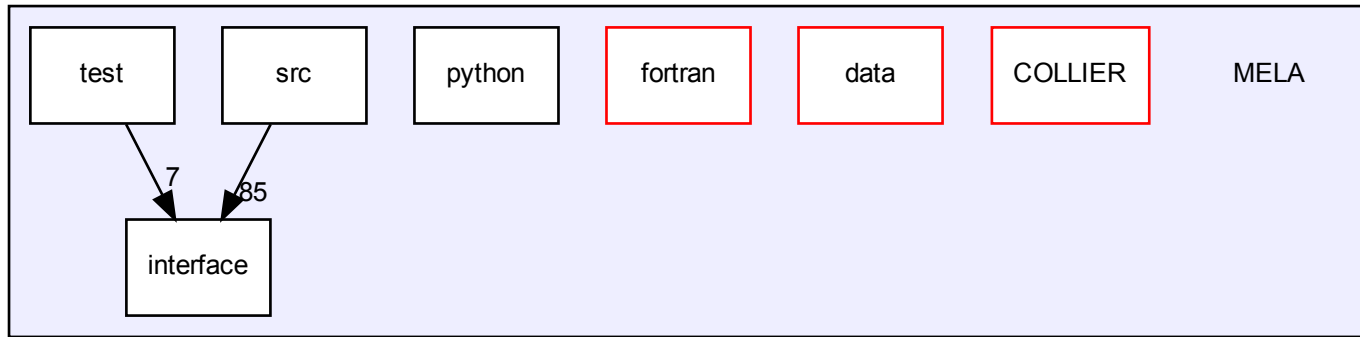 test
src
python
fortran
data
COLLIER
MELA
7
85
interface